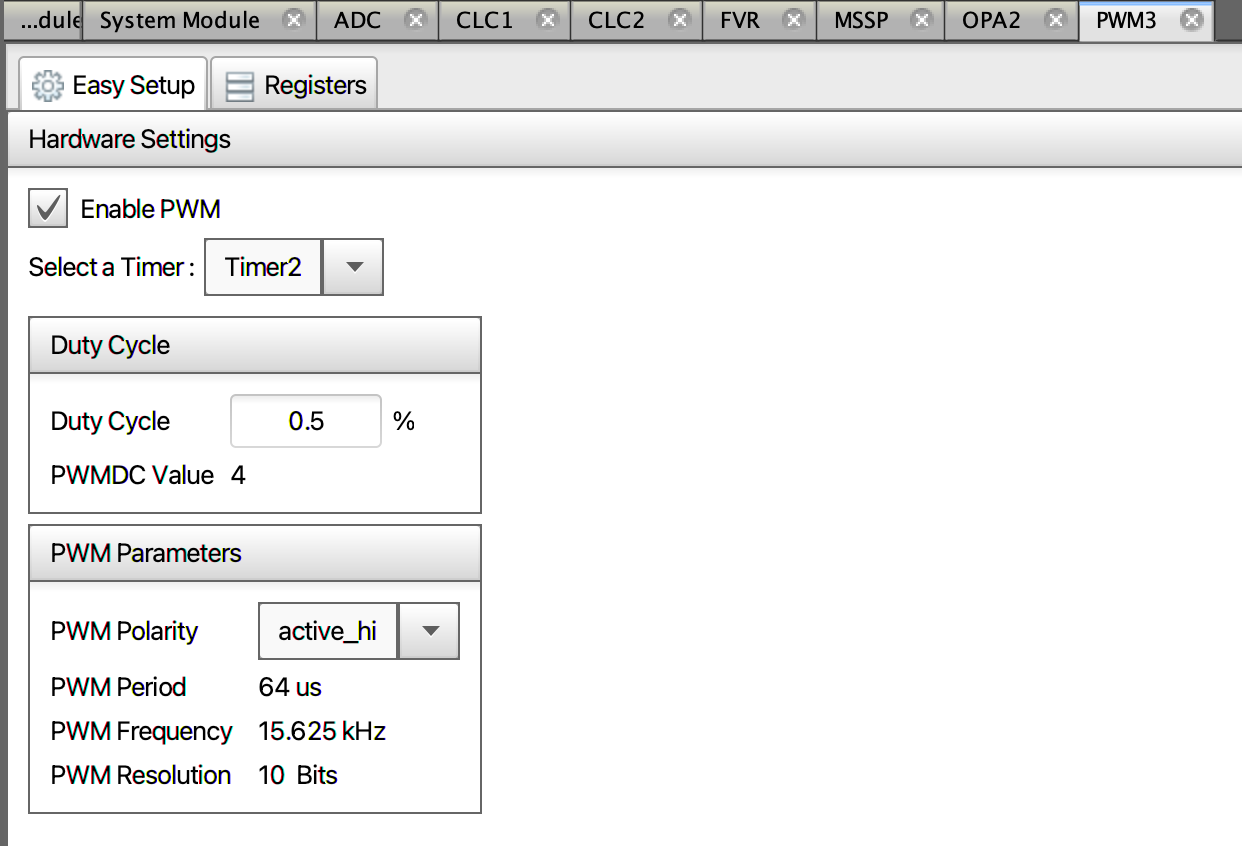 ...dule System Module ADC CLC1 CLC2 FVR MSSP OPA2 PWM3
Easy Setup Registers
Hardware Settings
Enable PWM
Select a Timer : Timer2
Duty Cycle
Duty Cycle 0.5 %
PWMDC Value 4
PWM Parameters
PWM Polarity active_hi
PWM Period 64 us
PWM Frequency 15.625 kHz
PWM Resolution 10 Bits